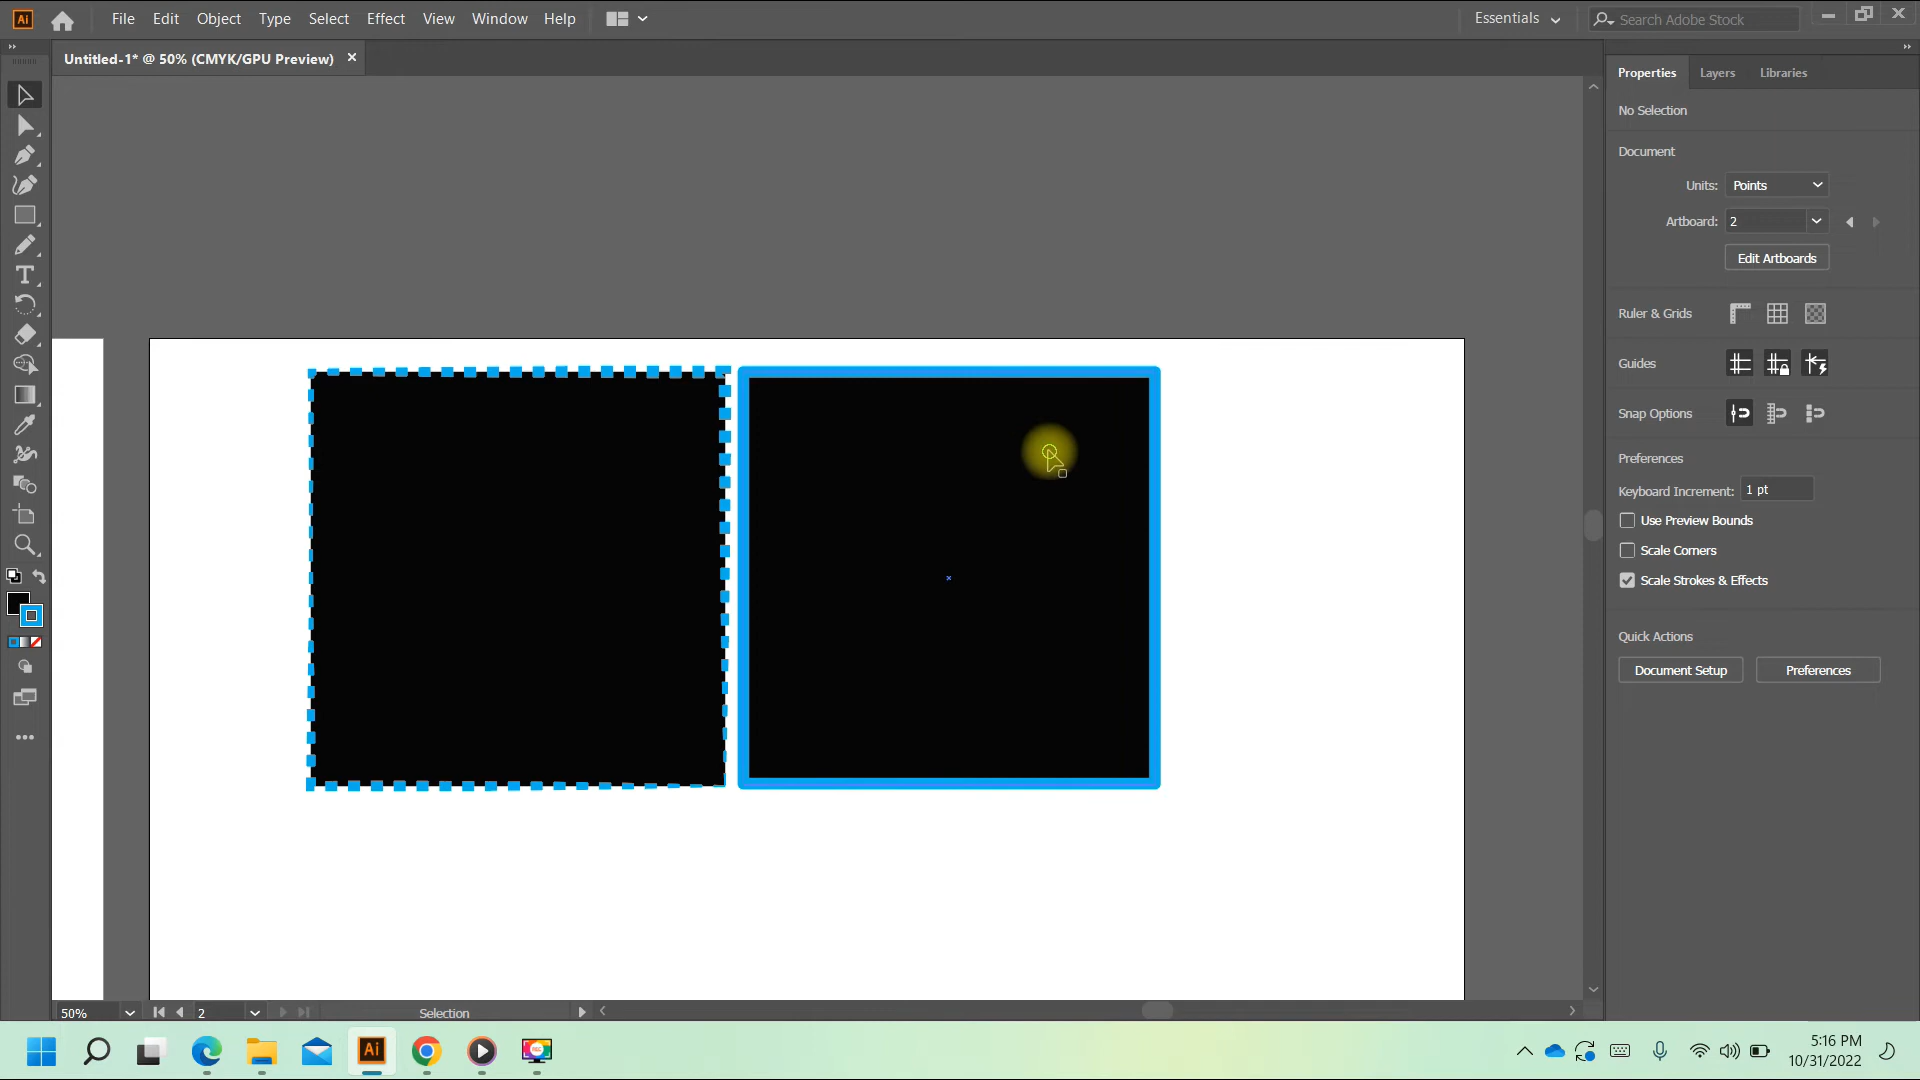 Ai File Edit Object Type Select Effect View Window Help Essentials Search Adobe Stock
Untitled-1* @ 50% (CMYK/GPU Preview)
Properties Layers Libraries
No Selection
Document
Units: Points
Artboard: 2
Edit Artboards
Ruler & Grids
Guides
Snap Options
Preferences
Keyboard Increment: 1 pt
Use Preview Bounds
Scale Corners
Scale Strokes & Effects
Quick Actions
Document Setup Preferences
50% 2 Selection
Ai
5:16 PM
10/31/2022